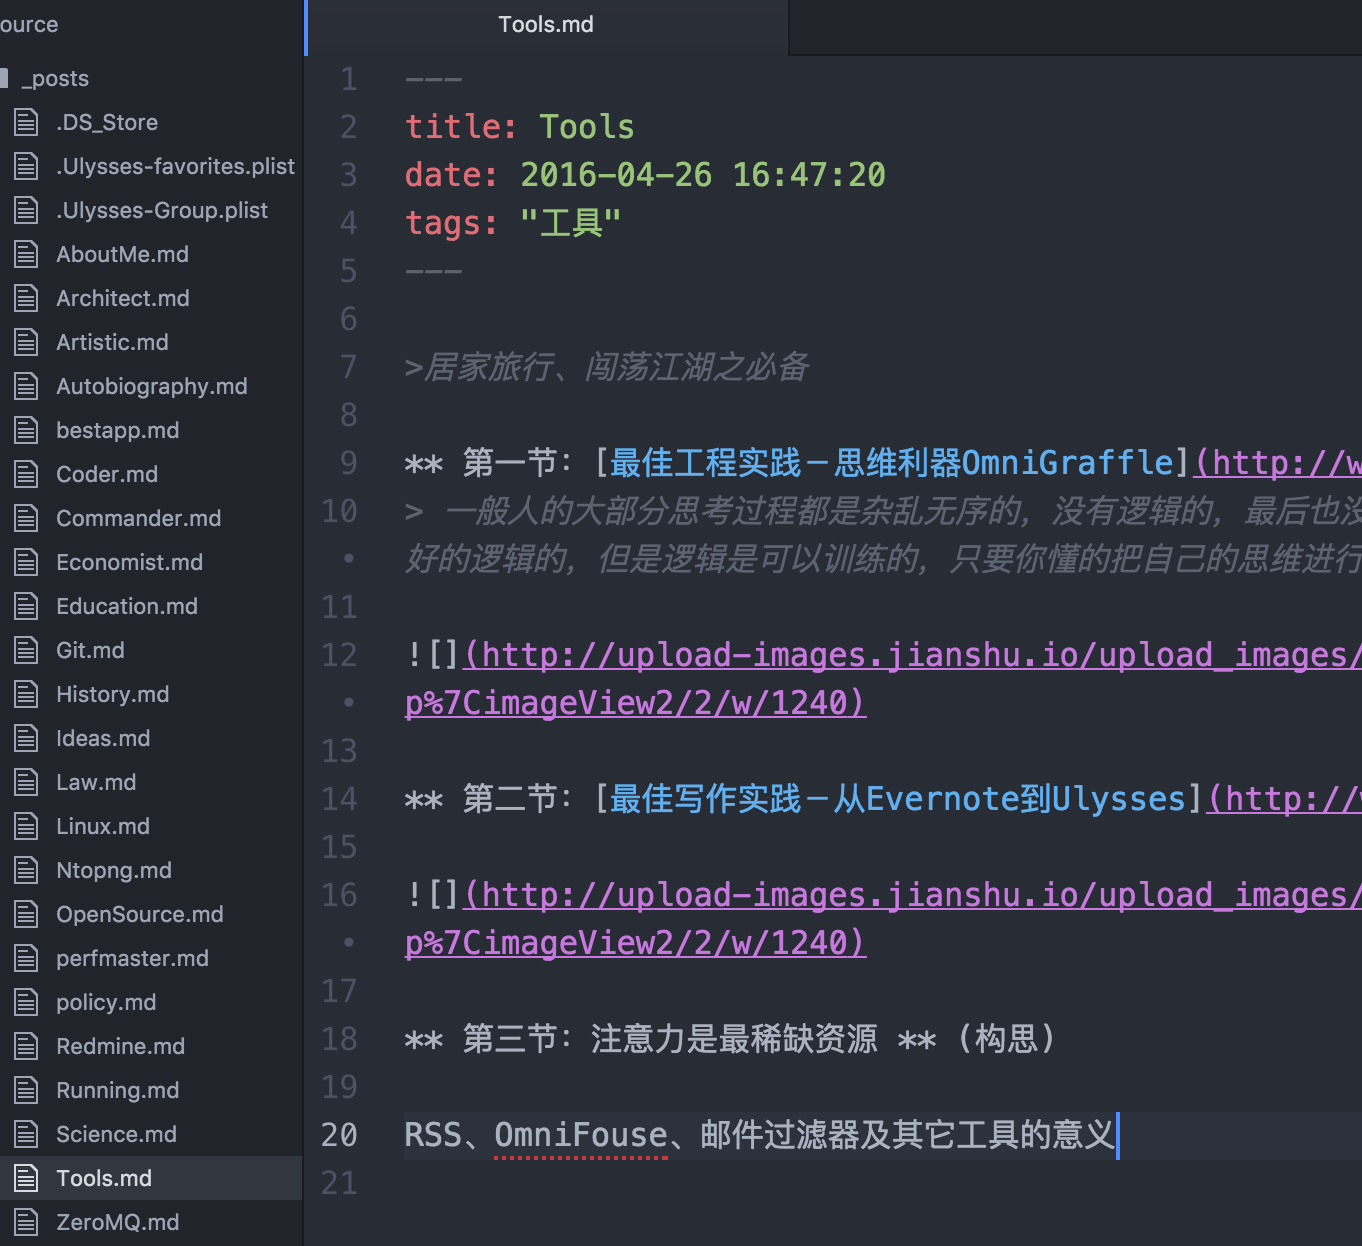 ource
_posts
.DS_Store
.Ulysses-favorites.plist
.Ulysses-Group.plist
AboutMe.md
Architect.md
Artistic.md
Autobiography.md
bestapp.md
Coder.md
Commander.md
Economist.md
Education.md
Git.md
History.md
Ideas.md
Law.md
Linux.md
Ntopng.md
OpenSource.md
perfmaster.md
policy.md
Redmine.md
Running.md
Science.md
Tools.md
ZeroMQ.md
Tools.md
1 ---
2 title: Tools
3 date: 2016-04-26 16:47:20
4 tags: "工具"
5 ---
6
7 >居家旅行、闯荡江湖之必备
8
9 ** 第一节：[最佳工程实践－思维利器OmniGraffle](http://w
10 > 一般人的大部分思考过程都是杂乱无序的，没有逻辑的，最后也没
• 好的逻辑的，但是逻辑是可以训练的，只要你懂的把自己的思维进行
11
12 ![](http://upload-images.jianshu.io/upload_images/
• p%7CimageView2/2/w/1240)
13
14 ** 第二节：[最佳写作实践－从Evernote到Ulysses](http://w
15
16 ![](http://upload-images.jianshu.io/upload_images/
• p%7CimageView2/2/w/1240)
17
18 ** 第三节：注意力是最稀缺资源 **（构思）
19
20 RSS、OmniFouse、邮件过滤器及其它工具的意义
21